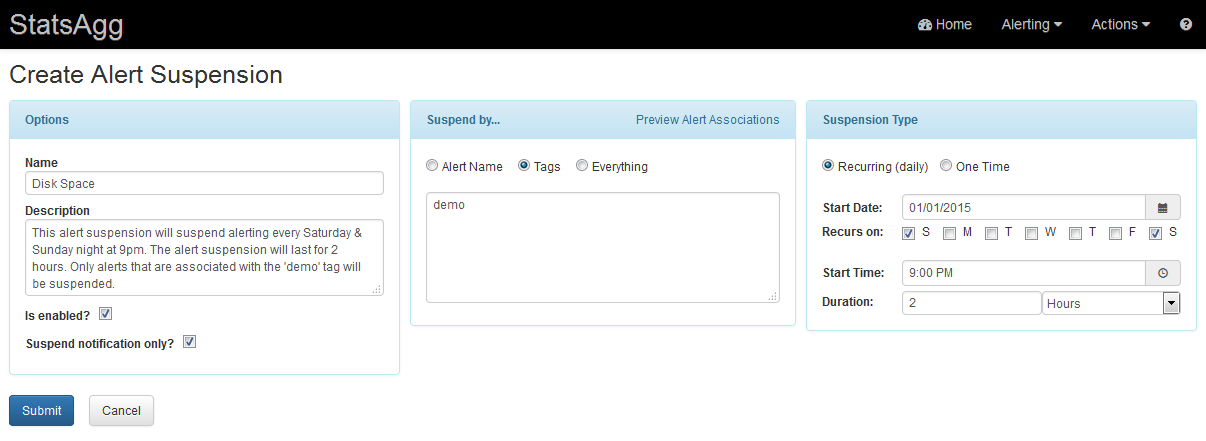 StatsAgg
Home
Alerting
Actions
Create Alert Suspension
Options
Name
Disk Space
Description
This alert suspension will suspend alerting every Saturday &
Sunday night at 9pm. The alert suspension will last for 2
hours. Only alerts that are associated with the 'demo' tag will
be suspended.
Is enabled?
Suspend notification only?
Suspend by...
Preview Alert Associations
Alert Name Tags Everything
demo
Suspension Type
Recurring (daily) One Time
Start Date: 01/01/2015
Recurs on: S M T W T F S
Start Time: 9:00 PM
Duration: 2 Hours
Submit
Cancel